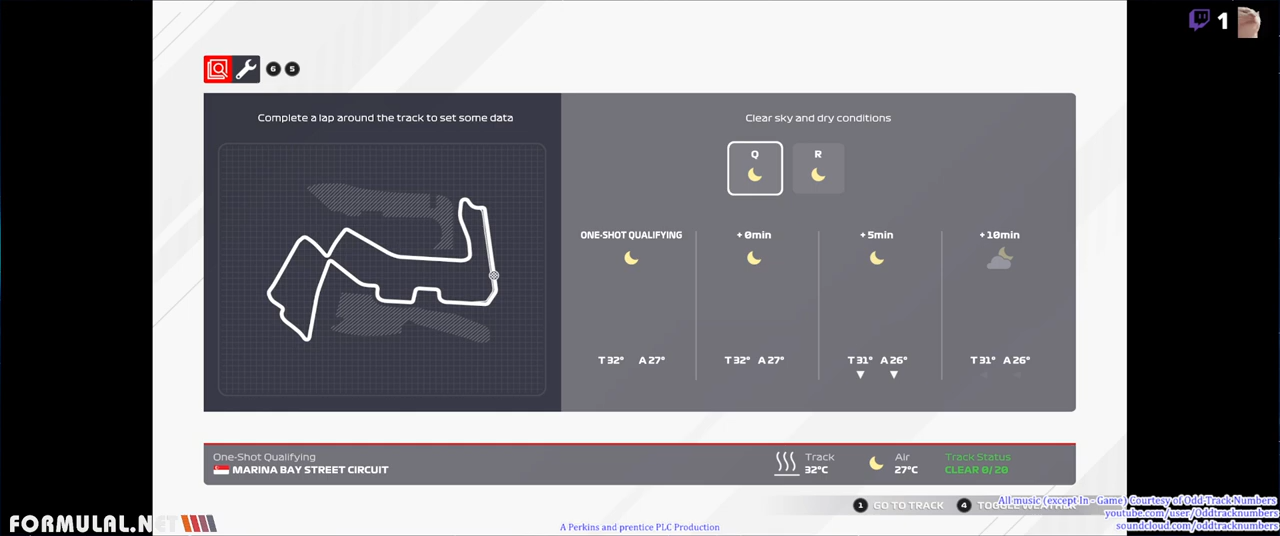 1
6 5
Complete a lap around the track to set some data
Clear sky and dry conditions
Q R
ONE-SHOT QUALIFYING +0min +5min +10min
T 32° A 27° T 32° A 27° T 31° A 26° T 31° A 26°
One-Shot Qualifying
MARINA BAY STREET CIRCUIT
Track
32°C
Air
27°C
Track Status
CLEAR 0/20
1 GO TO TRACK 4 TOGGLE WEATHER
All music (except In - Game) Courtesy of Odd Track Numbers
youtube.com/user/Oddtracknumbers
soundcloud.com/oddtracknumbers
FORMULAL.NET
A Perkins and prentice PLC Production